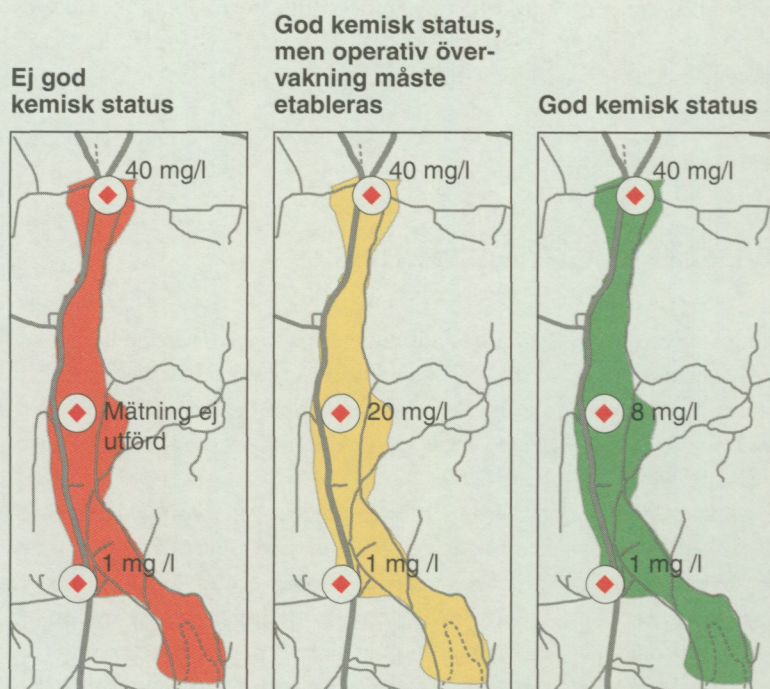 Ej god
kemisk status
God kemisk status,
men operativ över-
vakning måste
etableras
God kemisk status
40 mg/l
Mätning ej
utförd
1 mg /l
40 mg/l
20 mg/l
1 mg /l
40 mg/l
8 mg/l
1 mg /l